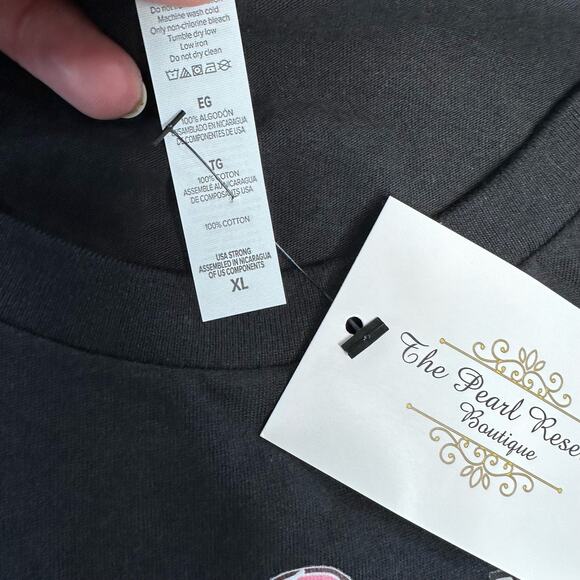 Machine wash cold
Only non-chlorine bleach
Tumble dry low
Low iron
Do not dry clean
EG
100% ALGODÓN
ENSAMBLADO EN NICARAGUA
DE COMPONENTES DE USA
TG
100% COTON
ASSEMBLÉ AU NICARAGUA
DE COMPOSANTS USA
100% COTTON
USA STRONG
ASSEMBLED IN NICARAGUA
OF US COMPONENTS
XL
The Pearl Rese
Boutique